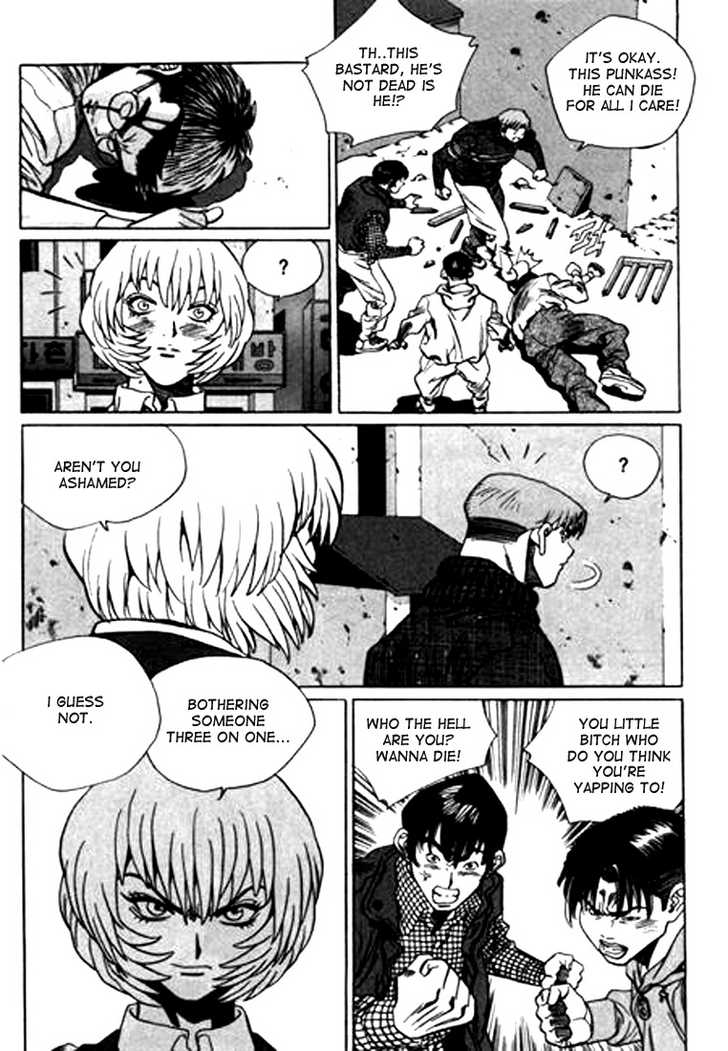 TH..THIS
BASTARD, HE'S
NOT DEAD IS
HE!?
IT'S OKAY.
THIS PUNKASS!
HE CAN DIE
FOR ALL I CARE!
?
방
AREN'T YOU
ASHAMED?
?
I GUESS
NOT.
BOTHERING
SOMEONE
THREE ON ONE...
WHO THE HELL
ARE YOU?
WANNA DIE!
YOU LITTLE
BITCH WHO
DO YOU THINK
YOU'RE
YAPPING TO!